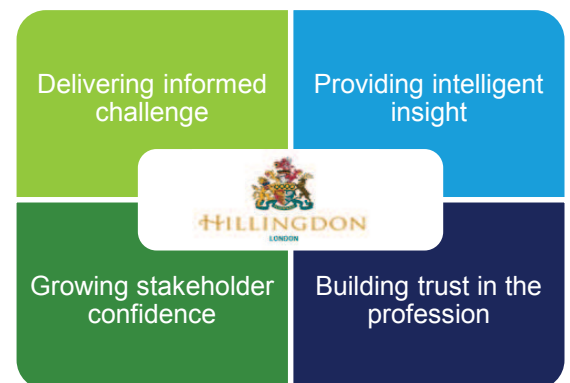 Delivering informed
challenge
Providing intelligent
insight
HILLINGDON
LONDON
Growing stakeholder
confidence
Building trust in the
profession